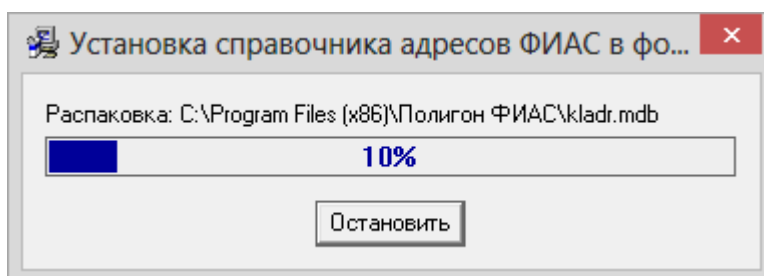 Установка справочника адресов ФИАС в фо...
Распаковка: C:\Program Files (x86)\Полигон ФИАС\kladr.mdb
10%
Остановить